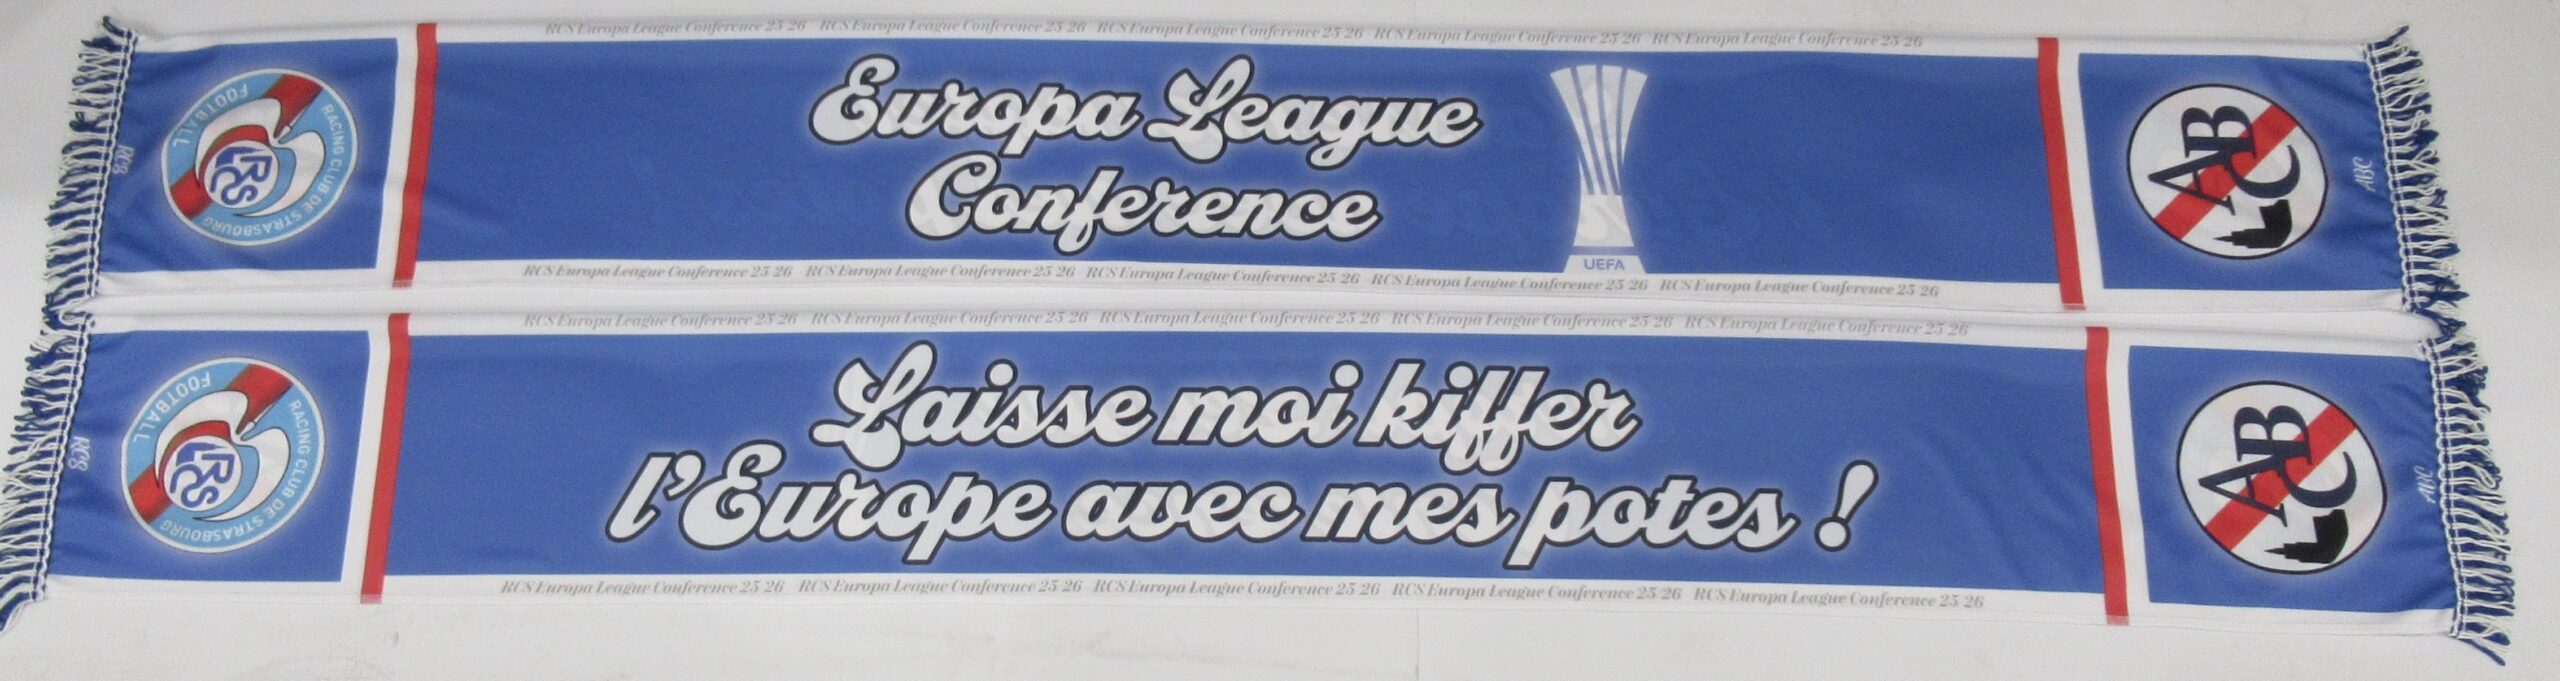 RCS Europa League Conference 25 26 RCS Europa League Conference 25 26 RCS Europa League Conference 25 26 RCS Europa League Conference 25 26 RCS Europa League Conference 25 26
RCS
RACING CLUB DE STRASBOURG
FOOTBALL
RCS
Europa League
Conference
UEFA
ABC
ABC
RCS Europa League Conference 25 26 RCS Europa League Conference 25 26 RCS Europa League Conference 25 26 RCS Europa League Conference 25 26 RCS Europa League Conference 25 26
RCS Europa League Conference 25 26 RCS Europa League Conference 25 26 RCS Europa League Conference 25 26 RCS Europa League Conference 25 26 RCS Europa League Conference 25 26
RCS
RACING CLUB DE STRASBOURG
FOOTBALL
RCS
Laisse moi kiffer
l'Europe avec mes potes !
ABC
ABC
RCS Europa League Conference 25 26 RCS Europa League Conference 25 26 RCS Europa League Conference 25 26 RCS Europa League Conference 25 26 RCS Europa League Conference 25 26